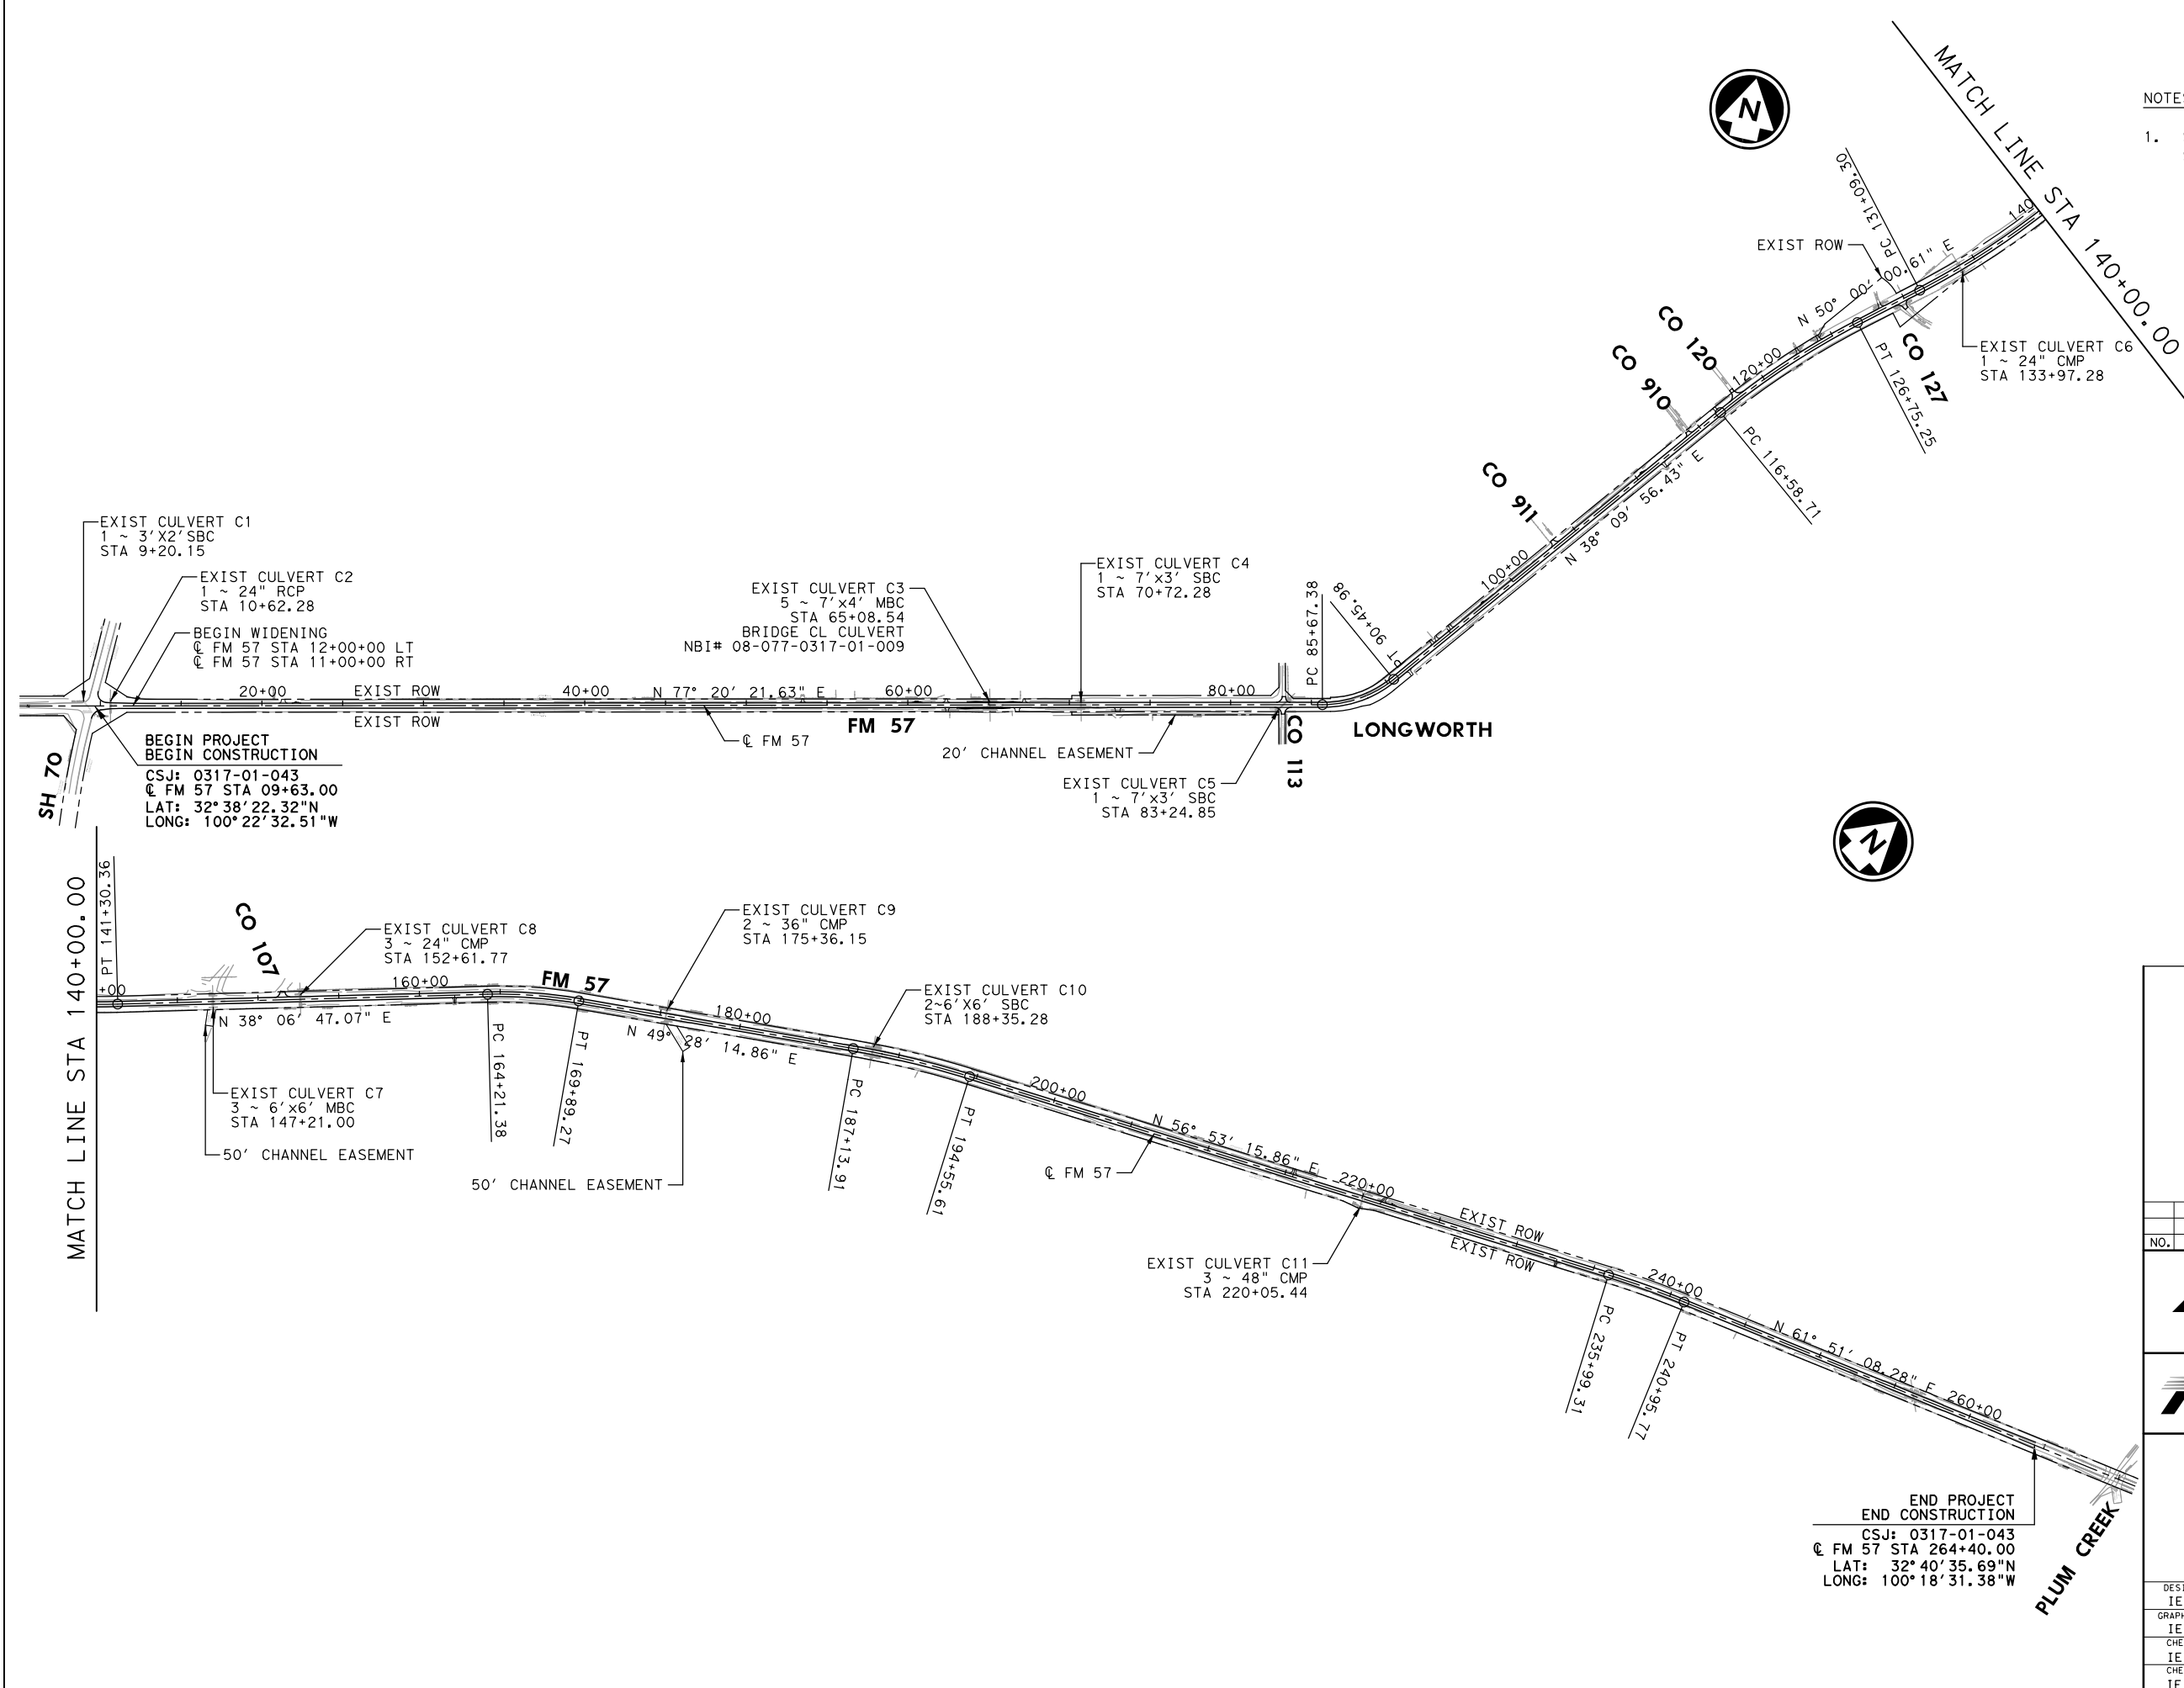 MATCH LINE STA 140+00.00
N
NOTE
1.
PC 131+09.30
EXIST ROW
N 50° 00' 00.61" E
140
EXIST CULVERT C6
1 ~ 24" CMP
STA 133+97.28
CO 127
PT 126+75.25
CO 120
120+00
CO 910
PC 116+58.71
CO 911
N 38° 09' 56.43" E
100+00
EXIST CULVERT C1
1 ~ 3'X2'SBC
STA 9+20.15
EXIST CULVERT C2
1 ~ 24" RCP
STA 10+62.28
BEGIN WIDENING
℄ FM 57 STA 12+00+00 LT
℄ FM 57 STA 11+00+00 RT
EXIST CULVERT C3
5 ~ 7'x4' MBC
STA 65+08.54
BRIDGE CL CULVERT
NBI# 08-077-0317-01-009
EXIST CULVERT C4
1 ~ 7'x3' SBC
STA 70+72.28
PC 85+67.38
PT 90+45.98
20+00
EXIST ROW
40+00
N 77° 20' 21.63" E
60+00
80+00
EXIST ROW
FM 57
℄ FM 57
20' CHANNEL EASEMENT
CO 113
LONGWORTH
EXIST CULVERT C5
1 ~ 7'x3' SBC
STA 83+24.85
SH 70
BEGIN PROJECT
BEGIN CONSTRUCTION
CSJ: 0317-01-043
℄ FM 57 STA 09+63.00
LAT: 32°38'22.32"N
LONG: 100°22'32.51"W
N
MATCH LINE STA 140+00.00
PT 141+30.36
+00
CO 107
EXIST CULVERT C8
3 ~ 24" CMP
STA 152+61.77
160+00
N 38° 06' 47.07" E
FM 57
EXIST CULVERT C9
2 ~ 36" CMP
STA 175+36.15
EXIST CULVERT C10
2~6'X6' SBC
STA 188+35.28
180+00
N 49° 28' 14.86" E
EXIST CULVERT C7
3 ~ 6'x6' MBC
STA 147+21.00
50' CHANNEL EASEMENT
PC 164+21.38
PT 169+89.27
50' CHANNEL EASEMENT
PC 187+13.91
PT 194+55.61
200+00
N 56° 53' 15.86" E
℄ FM 57
220+00
EXIST ROW
EXIST ROW
EXIST CULVERT C11
3 ~ 48" CMP
STA 220+05.44
240+00
PC 235+99.31
PT 240+95.77
N 61° 51' 08.28" E
260+00
END PROJECT
END CONSTRUCTION
CSJ: 0317-01-043
℄ FM 57 STA 264+40.00
LAT: 32°40'35.69"N
LONG: 100°18'31.38"W
PLUM CREEK
NO.
DESI
IE
GRAPH
IE
CHE
IE
CHE
IE